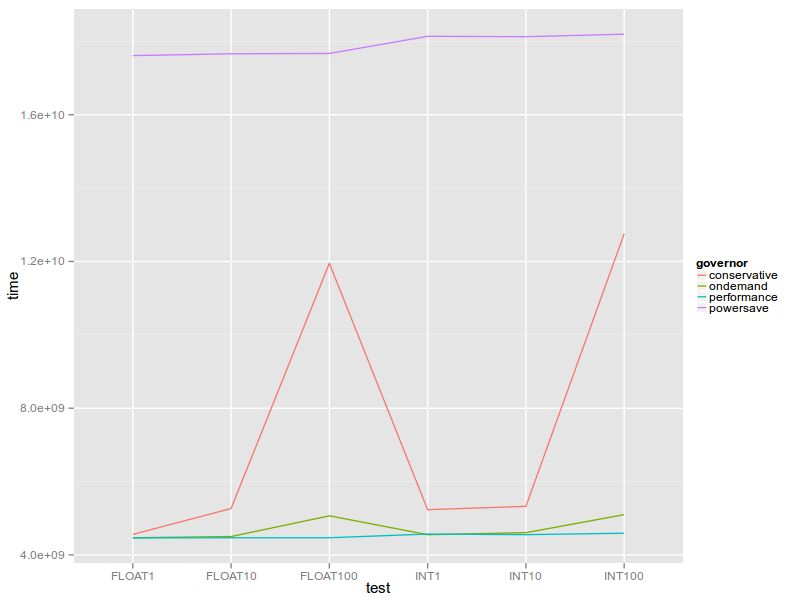 1.6e+10
1.2e+10
8.0e+09
4.0e+09
time
FLOAT1 FLOAT10 FLOAT100 INT1 INT10 INT100
test
governor
conservative
ondemand
performance
powersave